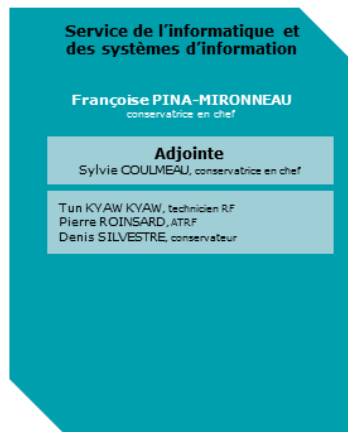 Service de l'informatique et
des systèmes d'information
Françoise PINA-MIRONNEAU
conservatrice en chef
Adjointe
Sylvie COULMEAU, conservatrice en chef
Tun KYAW KYAW, technicien RF
Pierre ROINSARD, ATRF
Denis SILVESTRE, conservateur